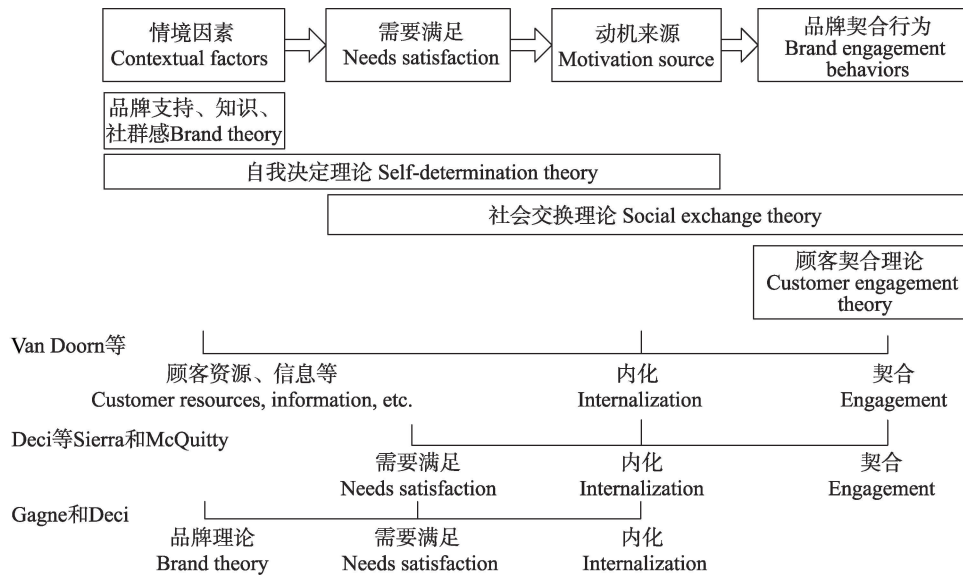 情境因素
Contextual factors
需要满足
Needs satisfaction
动机来源
Motivation source
品牌契合行为
Brand engagement
behaviors
品牌支持、知识、
社群感Brand theory
自我决定理论 Self-determination theory
社会交换理论 Social exchange theory
顾客契合理论
Customer engagement
theory
Van Doorn等
顾客资源、信息等
Customer resources, information, etc.
内化
Internalization
契合
Engagement
Deci等Sierra和McQuitty
需要满足
Needs satisfaction
内化
Internalization
契合
Engagement
Gagne和Deci
品牌理论
Brand theory
需要满足
Needs satisfaction
内化
Internalization